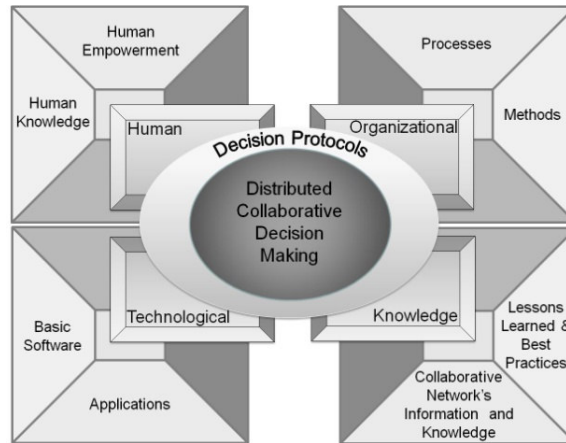 Human
Empowerment
Human
Knowledge
Human
Processes
Methods
Organizational
Decision Protocols
Distributed
Collaborative
Decision
Making
Technological
Basic
Software
Applications
Knowledge
Lessons
Learned &
Best
Practices
Collaborative
Network's
Information and
Knowledge